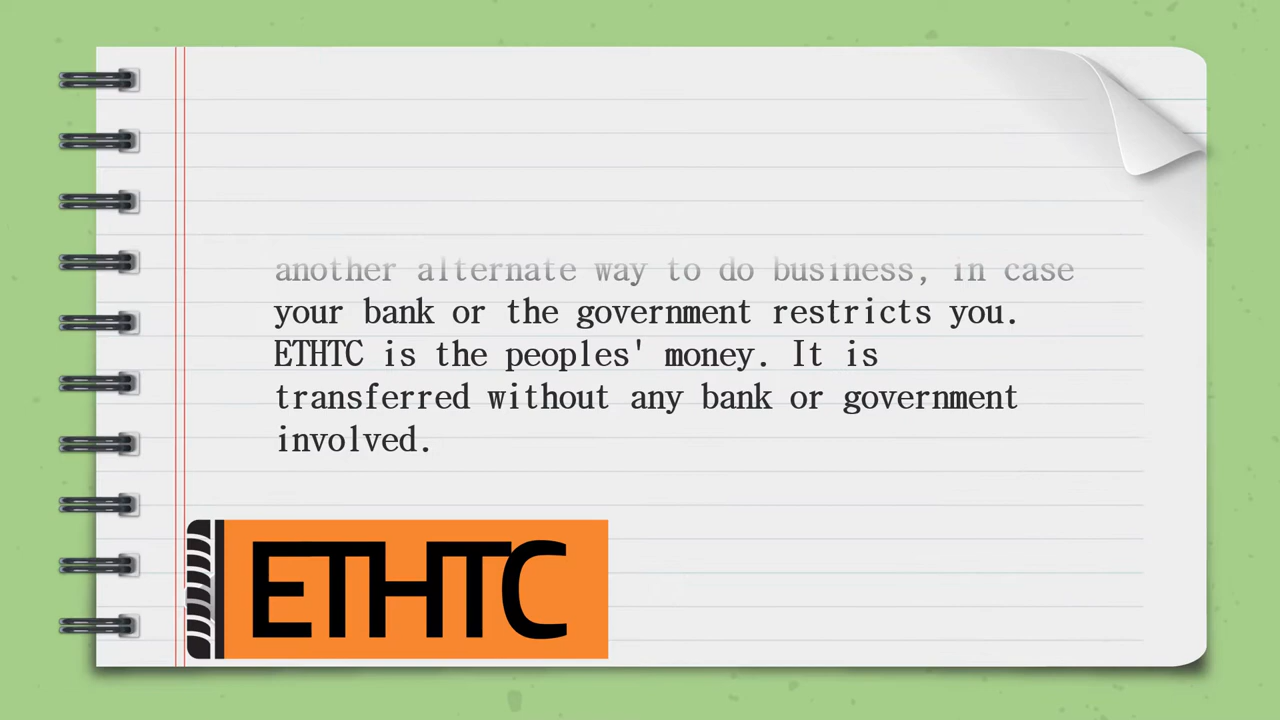 another alternate way to do business, in case
your bank or the government restricts you.
ETHTC is the peoples' money. It is
transferred without any bank or government
involved.
ETHTC